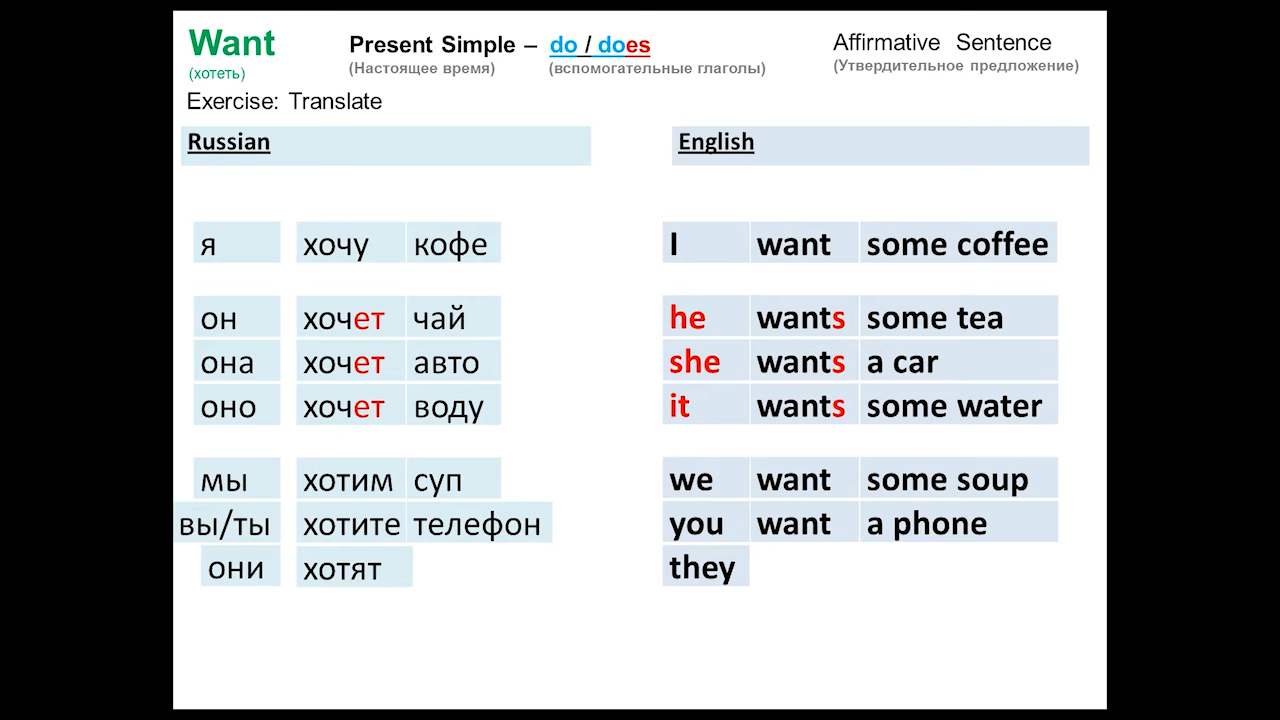 Want Present Simple – do / does Affirmative Sentence
(хотеть) (Настоящее время) (вспомогательные глаголы) (Утвердительное предложение)
Exercise: Translate
Russian English
я хочу кофе I want some coffee
он хочет чай he wants some tea
она хочет авто she wants a car
оно хочет воду it wants some water
мы хотим суп we want some soup
вы/ты хотите телефон you want a phone
они хотят they